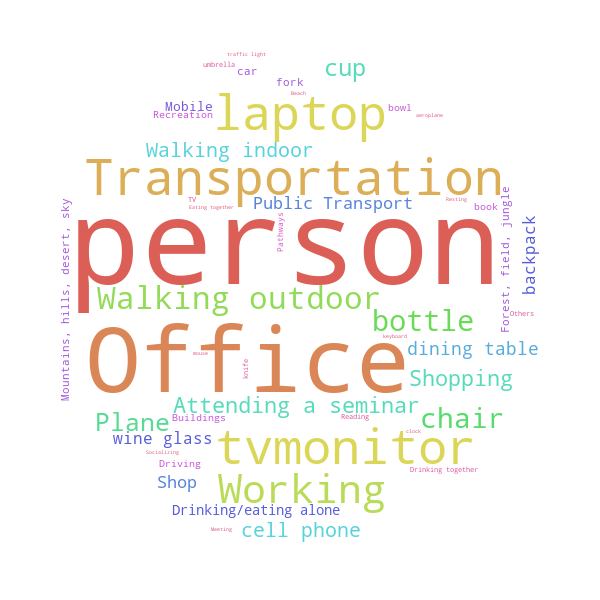 traffic light
umbrella
car
cup
fork
Beach
Mobile
laptop
bowl
Recreation
aeroplane
Walking indoor
Transportation
TV
Public Transport
Resting
Eating together
book
Mountains, hills, desert, sky
person
Pathways
Forest, field, jungle
backpack
Walking outdoor
bottle
Others
Office
keyboard
mouse
knife
dining table
Shopping
Attending a seminar
Plane
Buildings
Reading
chair
wine glass
tvmonitor
clock
Socializing
Driving
Drinking together
Shop
Working
Drinking/eating alone
Meeting
cell phone